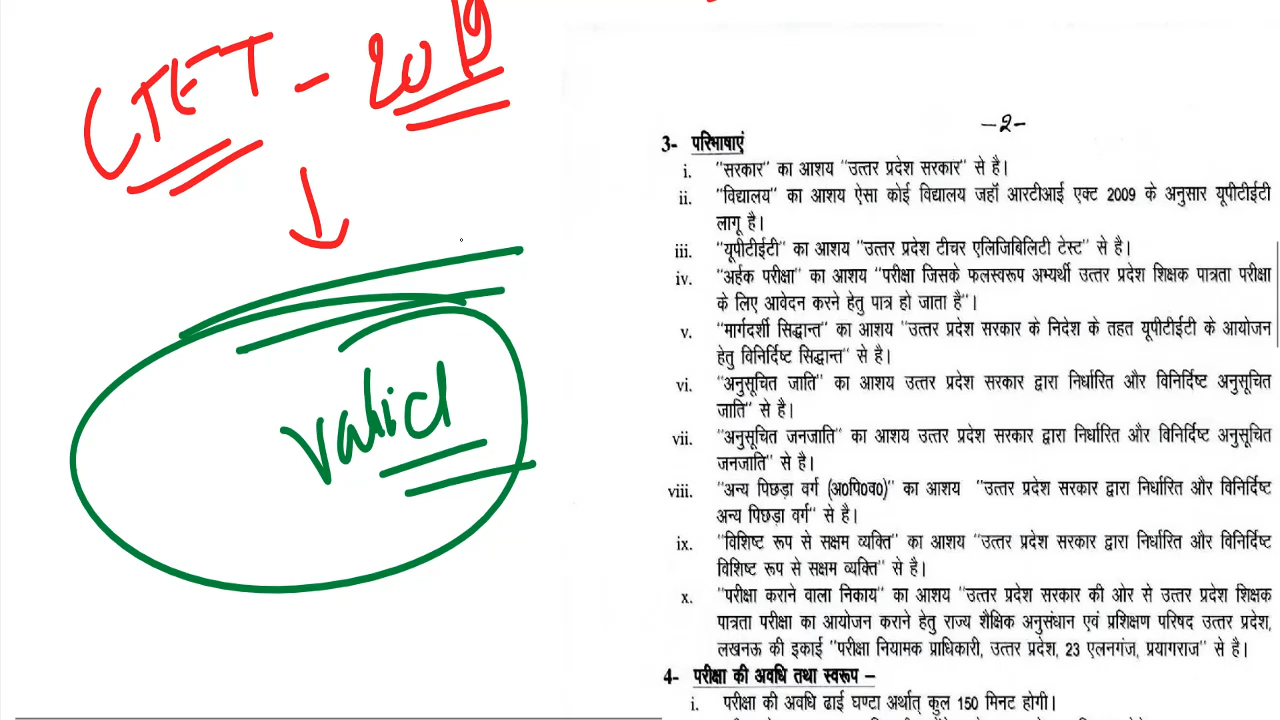 CTET - 2019
valid
-2-
3- परिभाषाएं
i. "सरकार" का आशय "उत्तर प्रदेश सरकार" से है।
ii. "विद्यालय" का आशय ऐसा कोई विद्यालय जहाँ आरटीआई एक्ट 2009 के अनुसार यूपीटीईटी
लागू है।
iii. "यूपीटीईटी" का आशय "उत्तर प्रदेश टीचर एलिजिबिलिटी टेस्ट" से है।
iv. "अर्हक परीक्षा" का आशय "परीक्षा जिसके फलस्वरूप अभ्यर्थी उत्तर प्रदेश शिक्षक पात्रता परीक्षा
के लिए आवेदन करने हेतु पात्र हो जाता है"।
v. "मार्गदर्शी सिद्धान्त" का आशय "उत्तर प्रदेश सरकार के निदेश के तहत यूपीटीईटी के आयोजन
हेतु विनिर्दिष्ट सिद्धान्त" से है।
vi. "अनुसूचित जाति" का आशय उत्तर प्रदेश सरकार द्वारा निर्धारित और विनिर्दिष्ट अनुसूचित
जाति" से है।
vii. "अनुसूचित जनजाति" का आशय उत्तर प्रदेश सरकार द्वारा निर्धारित और विनिर्दिष्ट अनुसूचित
जनजाति" से है।
viii. "अन्य पिछड़ा वर्ग (अ0पि0व0)" का आशय "उत्तर प्रदेश सरकार द्वारा निर्धारित और विनिर्दिष्ट
अन्य पिछड़ा वर्ग" से है।
ix. "विशिष्ट रूप से सक्षम व्यक्ति" का आशय "उत्तर प्रदेश सरकार द्वारा निर्धारित और विनिर्दिष्ट
विशिष्ट रूप से सक्षम व्यक्ति" से है।
x. "परीक्षा कराने वाला निकाय" का आशय "उत्तर प्रदेश सरकार की ओर से उत्तर प्रदेश शिक्षक
पात्रता परीक्षा का आयोजन कराने हेतु राज्य शैक्षिक अनुसंधान एवं प्रशिक्षण परिषद उत्तर प्रदेश,
लखनऊ की इकाई "परीक्षा नियामक प्राधिकारी, उत्तर प्रदेश, 23 एलनगंज, प्रयागराज" से है।
4- परीक्षा की अवधि तथा स्वरूप –
i. परीक्षा की अवधि ढाई घण्टा अर्थात् कुल 150 मिनट होगी।